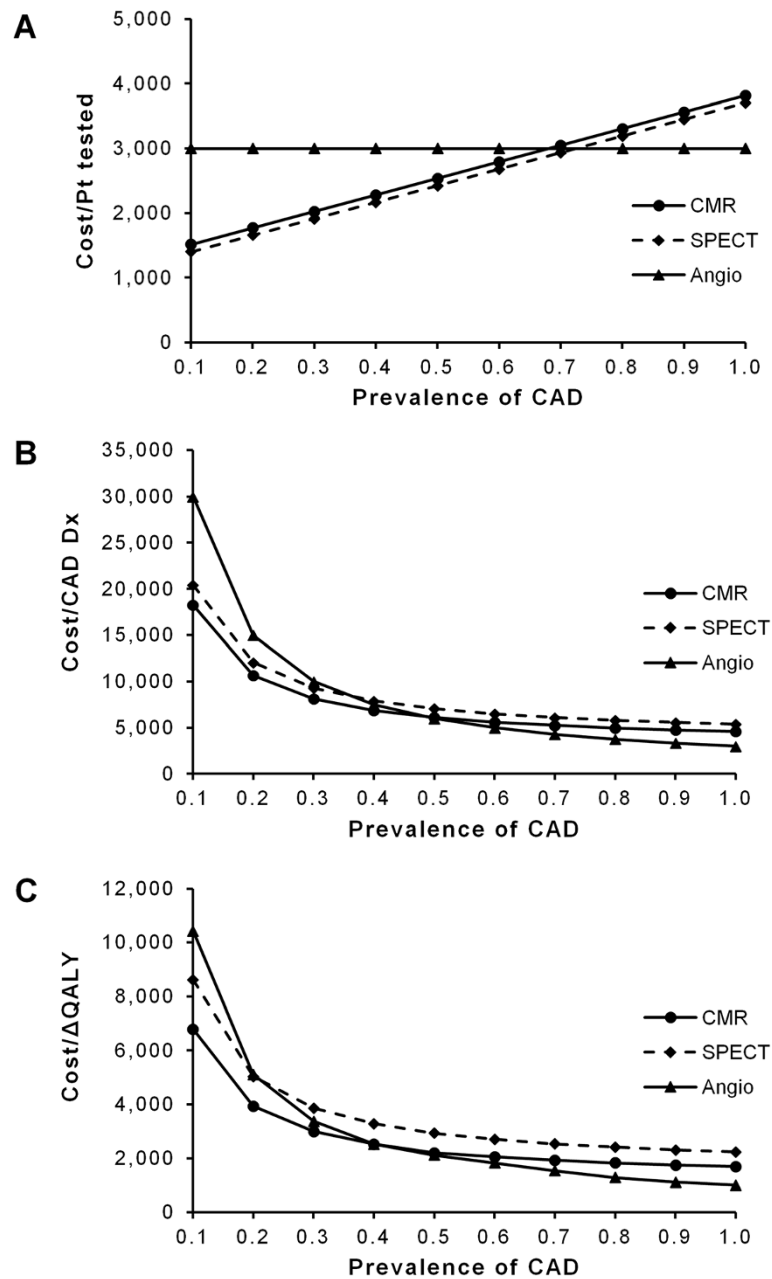 A
Cost/Pt tested
5,000
4,000
3,000
2,000
1,000
0
CMR
SPECT
Angio
0.1 0.2 0.3 0.4 0.5 0.6 0.7 0.8 0.9 1.0
Prevalence of CAD
B
Cost/CAD Dx
35,000
30,000
25,000
20,000
15,000
10,000
5,000
0
CMR
SPECT
Angio
0.1 0.2 0.3 0.4 0.5 0.6 0.7 0.8 0.9 1.0
Prevalence of CAD
C
Cost/ΔQALY
12,000
10,000
8,000
6,000
4,000
2,000
0
CMR
SPECT
Angio
0.1 0.2 0.3 0.4 0.5 0.6 0.7 0.8 0.9 1.0
Prevalence of CAD